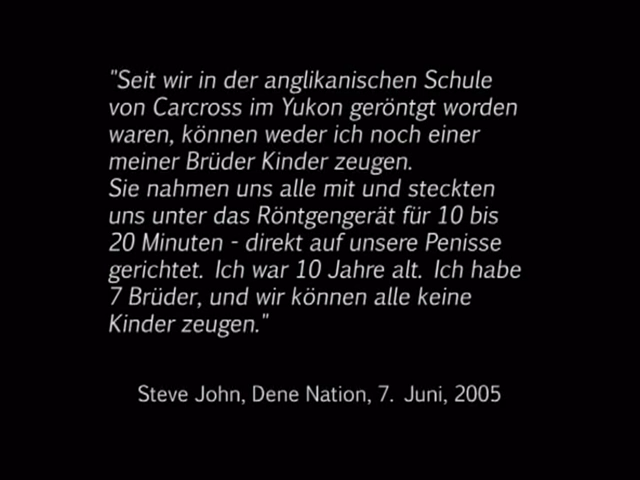 "Seit wir in der anglikanischen Schule
von Carcross im Yukon geröntgt worden
waren, können weder ich noch einer
meiner Brüder Kinder zeugen.
Sie nahmen uns alle mit und steckten
uns unter das Röntgengerät für 10 bis
20 Minuten - direkt auf unsere Penisse
gerichtet. Ich war 10 Jahre alt. Ich habe
7 Brüder, und wir können alle keine
Kinder zeugen."
Steve John, Dene Nation, 7. Juni, 2005